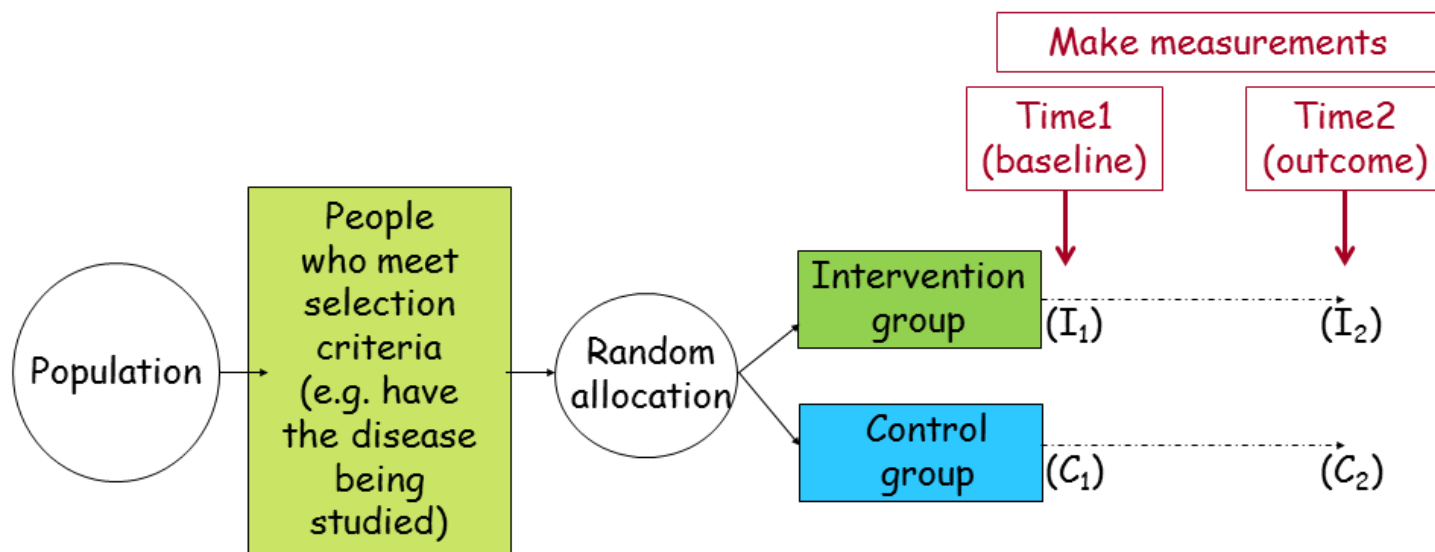 Make measurements
Time1
(baseline)
Time2
(outcome)
People
who meet
selection
criteria
(e.g. have
the disease
being
studied)
Population
Random
allocation
Intervention
group
(I₁)
(I₂)
Control
group
(C₁)
(C₂)